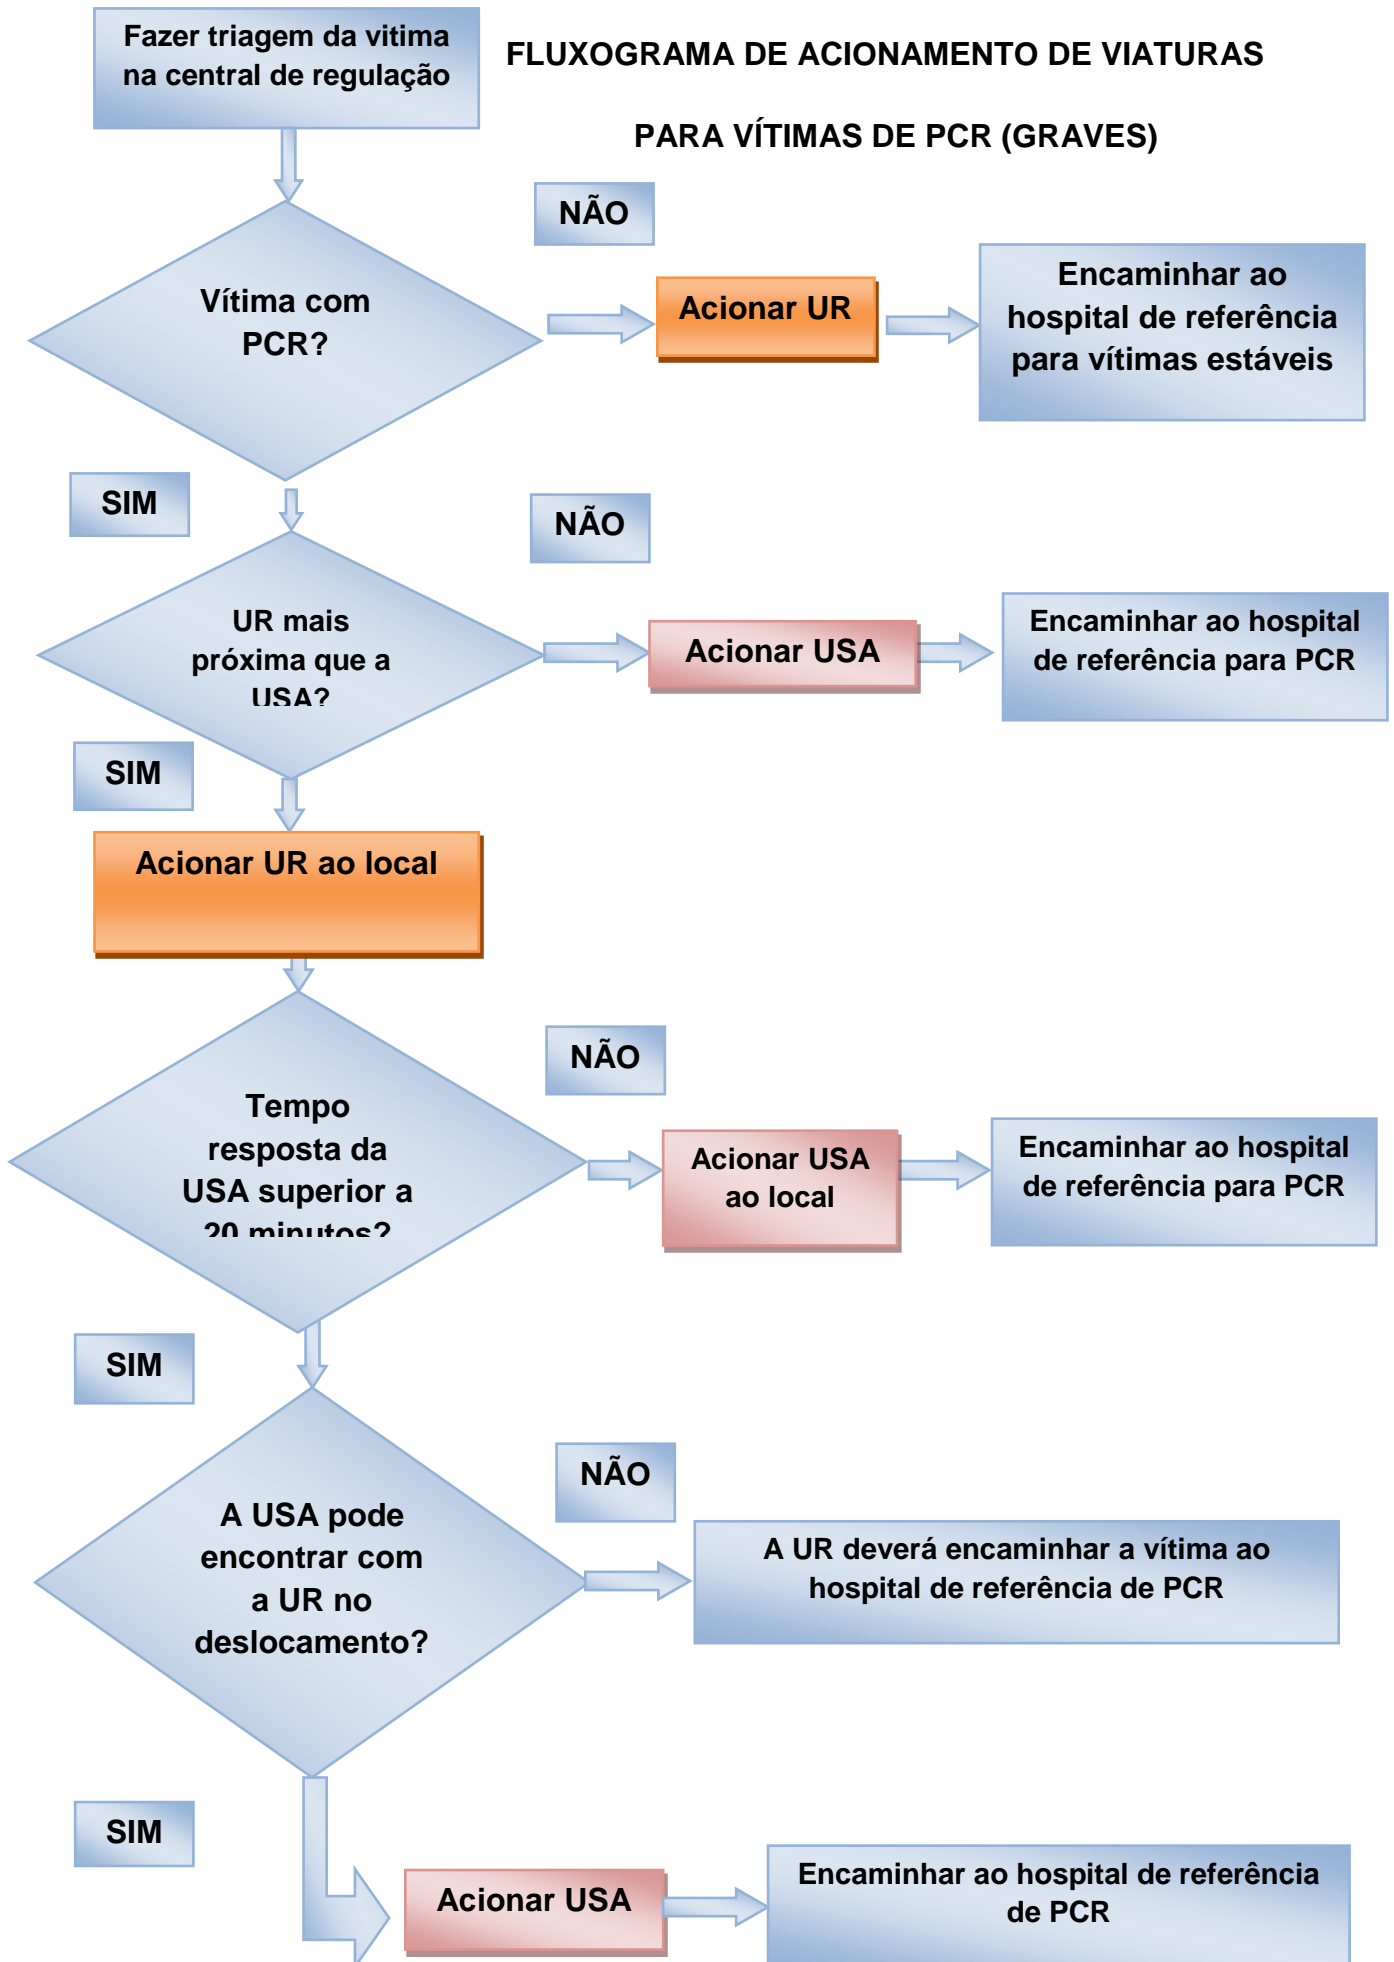 Fazer triagem da vitima
na central de regulação
FLUXOGRAMA DE ACIONAMENTO DE VIATURAS
PARA VÍTIMAS DE PCR (GRAVES)
NÃO
Vítima com
PCR?
Acionar UR
Encaminhar ao
hospital de referência
para vítimas estáveis
SIM
NÃO
UR mais
próxima que a
USA?
Acionar USA
Encaminhar ao hospital
de referência para PCR
SIM
Acionar UR ao local
NÃO
Tempo
resposta da
USA superior a
20 minutos?
Acionar USA
ao local
Encaminhar ao hospital
de referência para PCR
SIM
NÃO
A USA pode
encontrar com
a UR no
deslocamento?
A UR deverá encaminhar a vítima ao
hospital de referência de PCR
SIM
Acionar USA
Encaminhar ao hospital de referência
de PCR